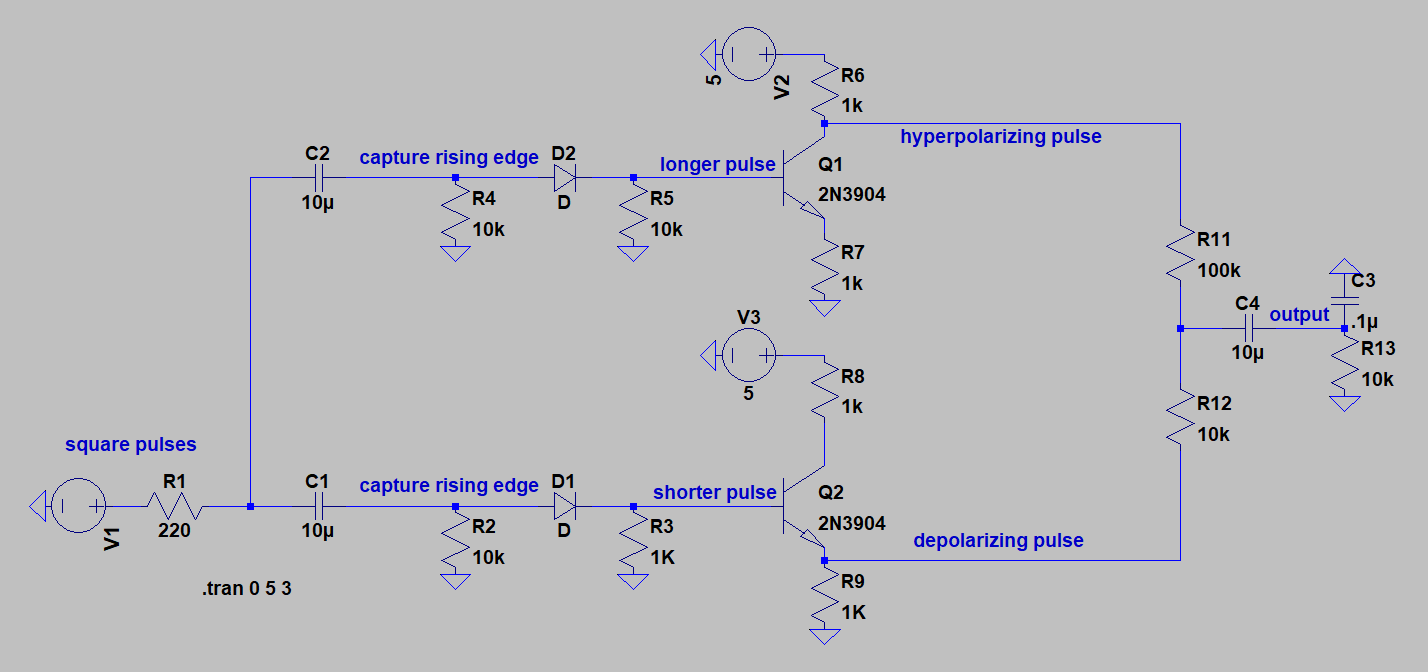 5
V2
R6
1k
hyperpolarizing pulse
C2
10µ
capture rising edge
D2
D
longer pulse
Q1
2N3904
R4
10k
R5
10k
R7
1k
R11
100k
C3
.1µ
C4
10µ
output
R13
10k
V3
5
R8
1k
R12
10k
square pulses
V1
R1
220
C1
10µ
capture rising edge
D1
D
shorter pulse
Q2
2N3904
R2
10k
R3
1K
depolarizing pulse
R9
1K
.tran 0 5 3